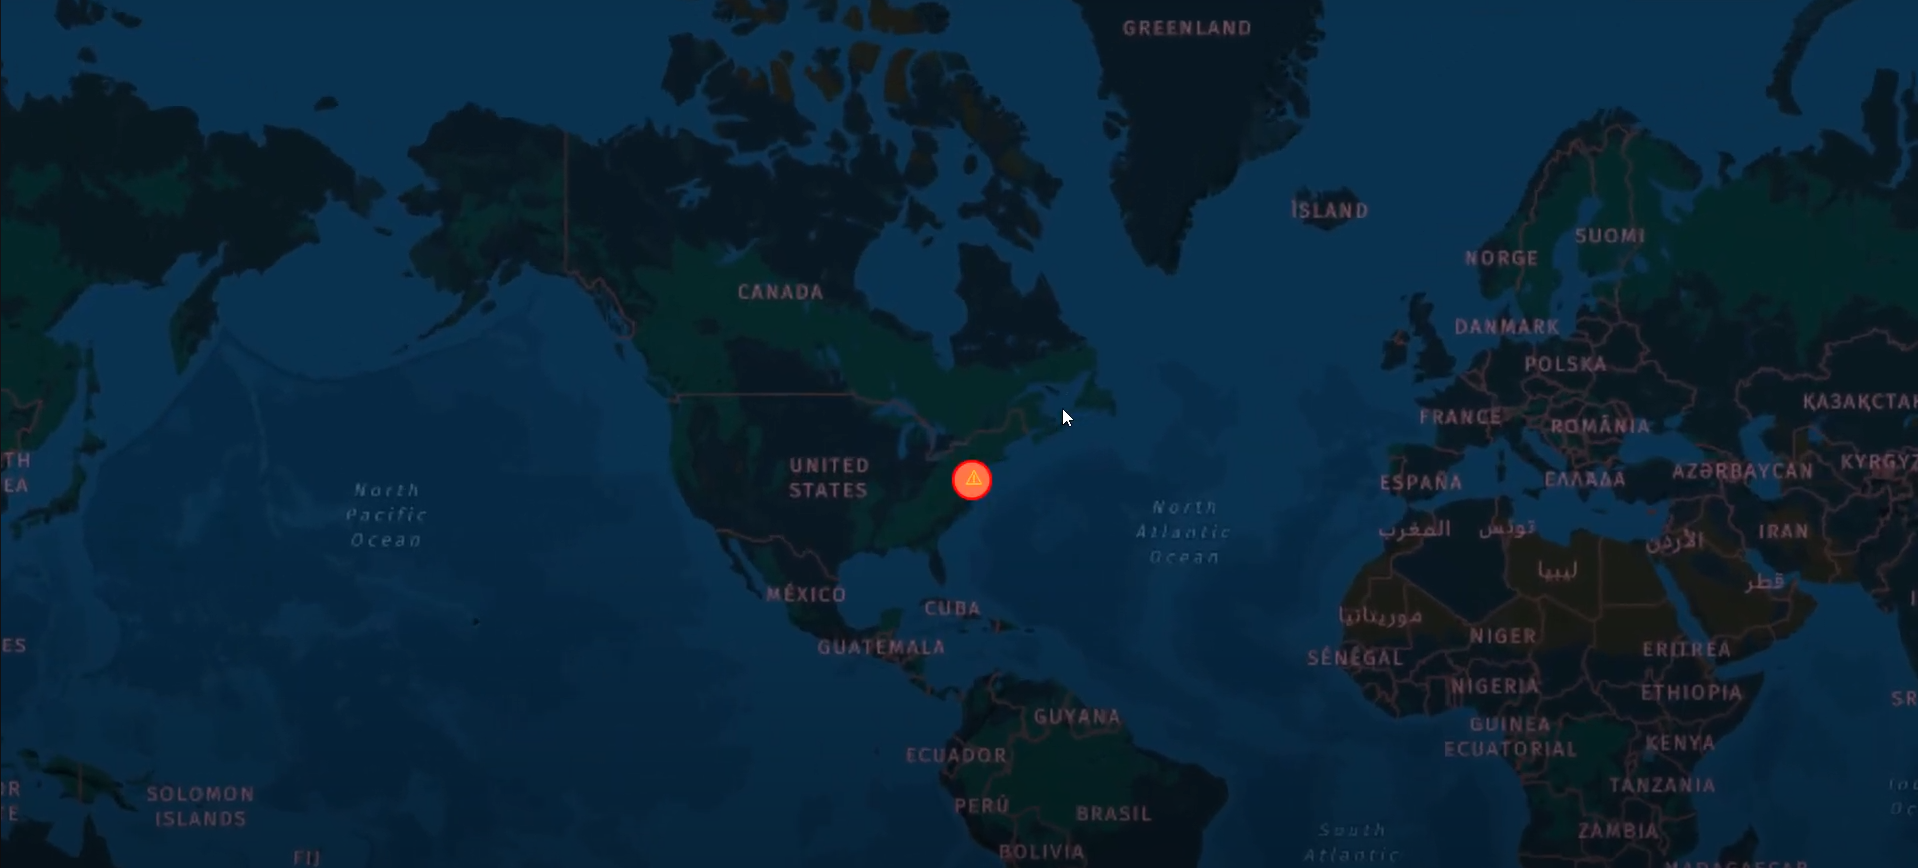 GREENLAND
ÍSLAND
SUOMI
NORGE
CANADA
DANMARK
POLSKA
ҚАЗАҚСТАН
FRANCE
ROMÂNIA
UNITED
STATES
TH
EA
AZƏRBAYCAN
KYRGYZ
ESPAÑA
ΕΛΛΆΔΑ
North
Pacific
Ocean
North
Atlantic
Ocean
المغرب
تونس
الأردن
IRAN
ليبيا
قطر
MÉXICO
CUBA
موريتانيا
NIGER
ES
GUATEMALA
SÉNÉGAL
ERITREA
NIGERIA
ETHIOPIA
SR
GUYANA
GUINEA
ECUATORIAL
KENYA
ECUADOR
TANZANIA
SOLOMON
ISLANDS
PERÚ
BRASIL
South
Atlantic
ZAMBIA
BOLIVIA
FIJ
MADAGASCAR